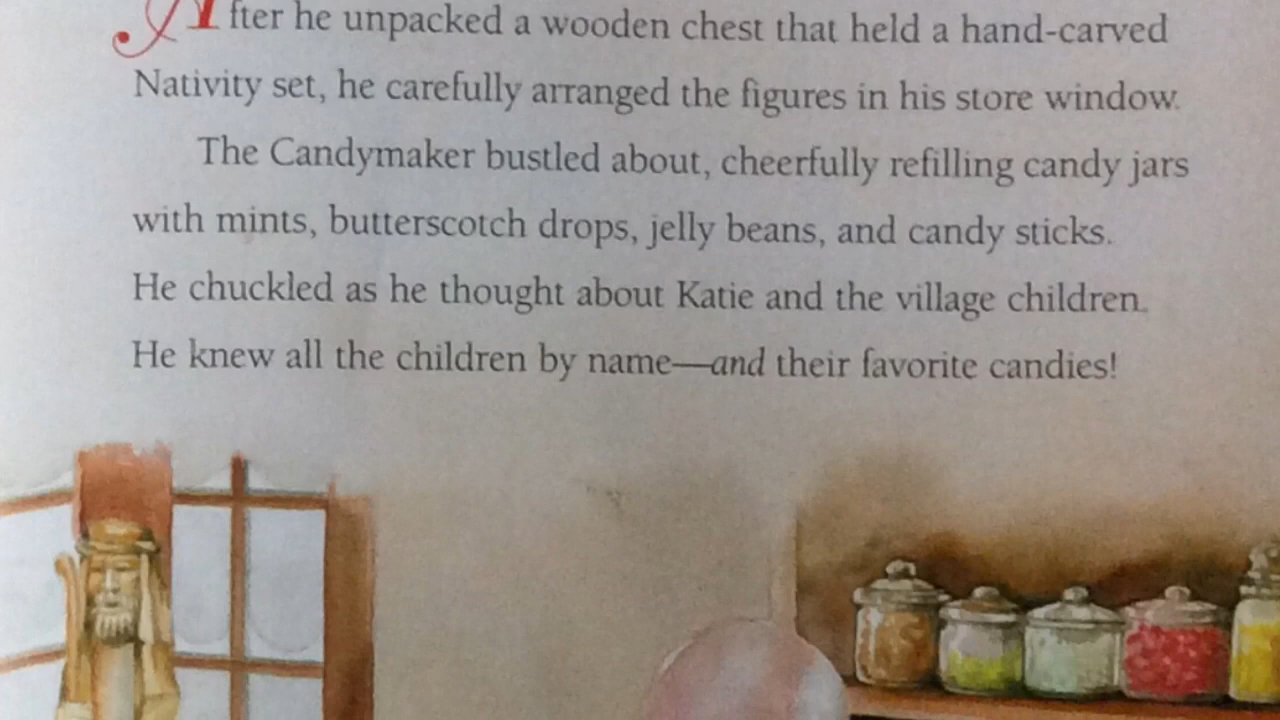 After he unpacked a wooden chest that held a hand-carved
Nativity set, he carefully arranged the figures in his store window.
The Candymaker bustled about, cheerfully refilling candy jars
with mints, butterscotch drops, jelly beans, and candy sticks.
He chuckled as he thought about Katie and the village children.
He knew all the children by name—and their favorite candies!